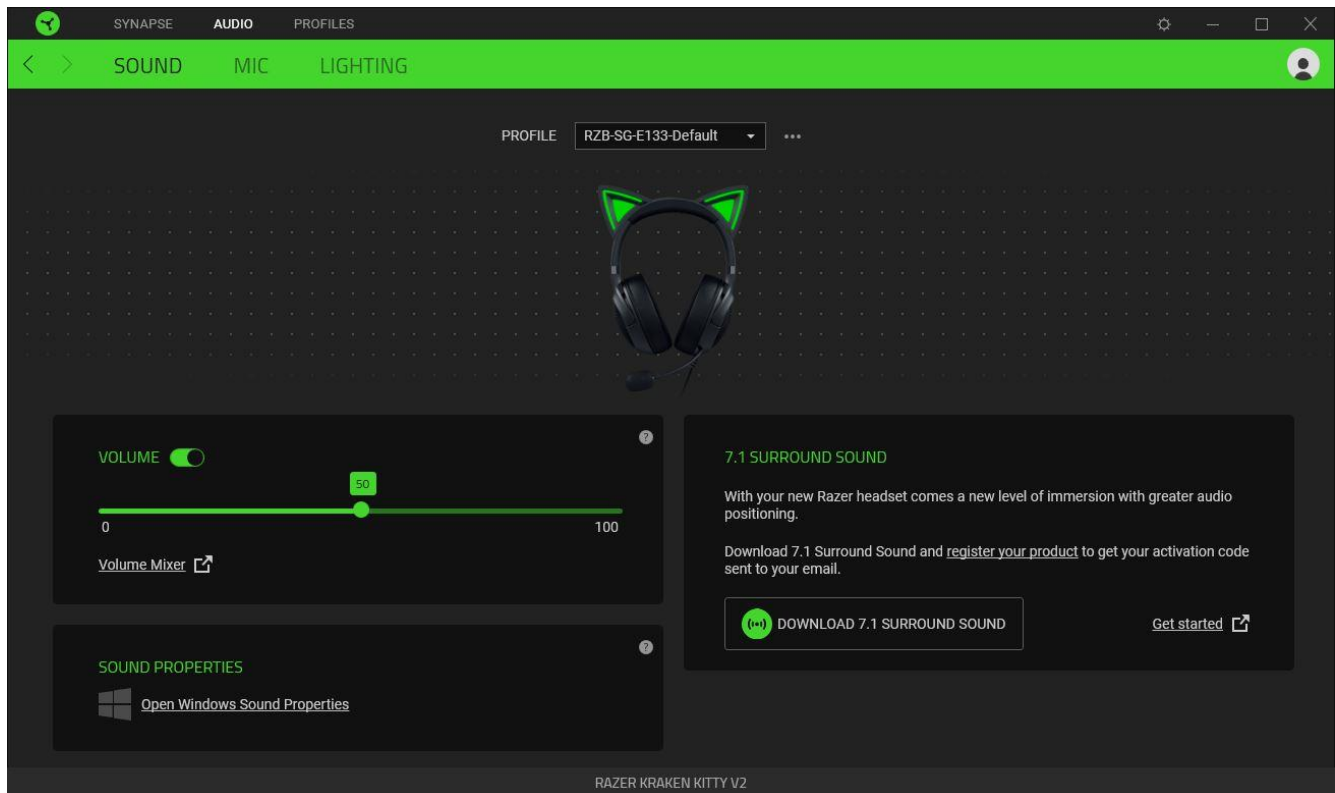 SYNAPSE AUDIO PROFILES
SOUND MIC LIGHTING
PROFILE RZB-SG-E133-Default
VOLUME
50
0 100
Volume Mixer
SOUND PROPERTIES
Open Windows Sound Properties
7.1 SURROUND SOUND
With your new Razer headset comes a new level of immersion with greater audio
positioning.
Download 7.1 Surround Sound and register your product to get your activation code
sent to your email.
DOWNLOAD 7.1 SURROUND SOUND
Get started
RAZER KRAKEN KITTY V2